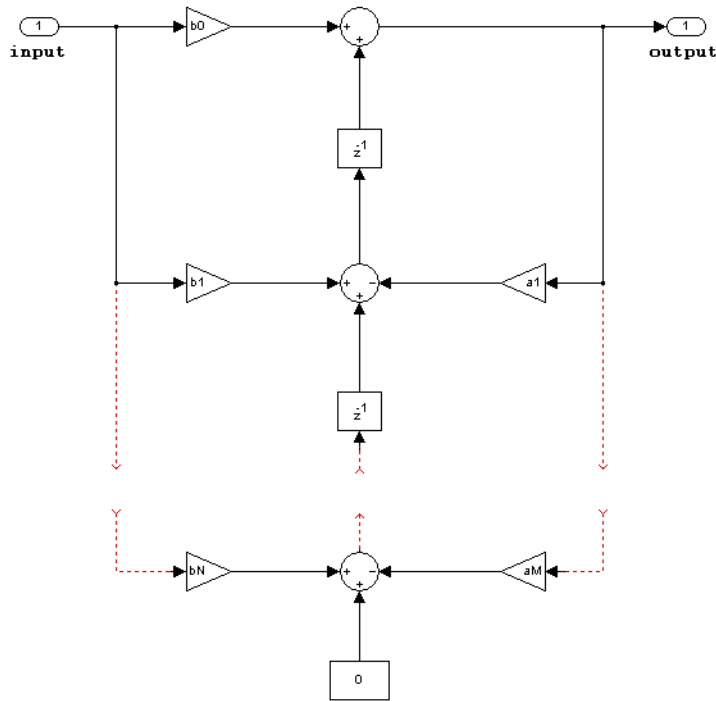 1
b0
+
+
1
input
output
z-1
b1
+
-
+
a1
z-1
bN
+
-
+
aM
0